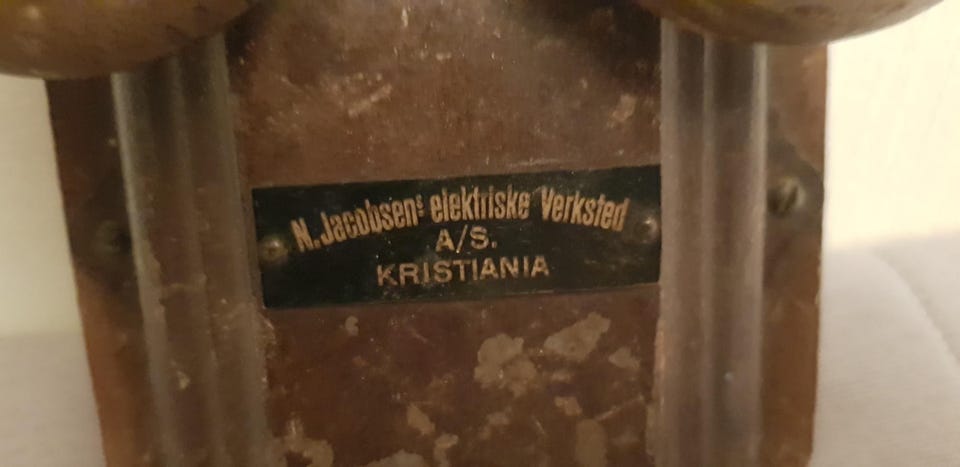 N. Jacobsens elektriske Verksted
A/S.
KRISTIANIA